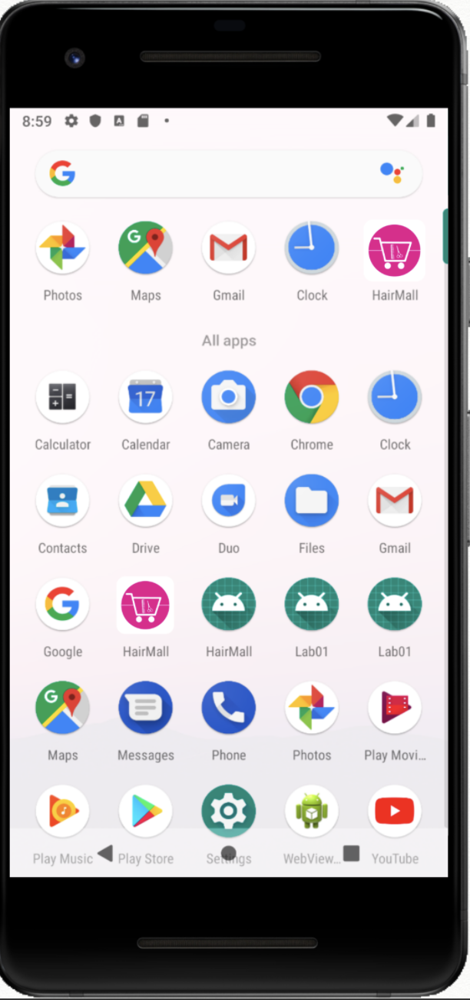 8:59
G
Photos Maps Gmail Clock HairMall
All apps
17
Calculator Calendar Camera Chrome Clock
Contacts Drive Duo Files Gmail
Google HairMall HairMall Lab01 Lab01
Maps Messages Phone Photos Play Movi...
Play Music Play Store Settings WebView... YouTube